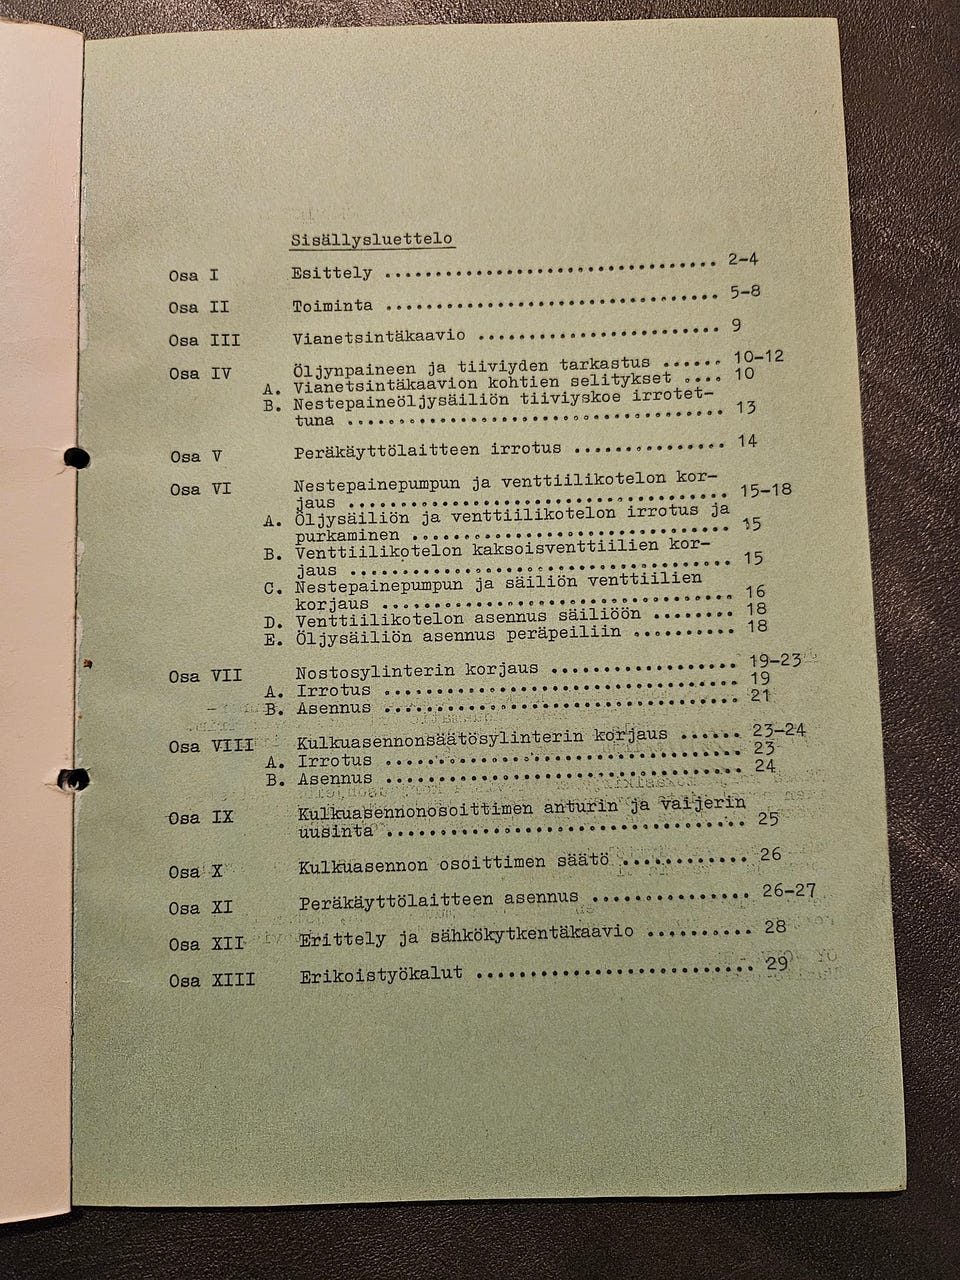 Sisällysluettelo
Osa I Esittely ................................. 2-4
Osa II Toiminta ................................. 5-8
Osa III Vianetsintäkaavio ........................ 9
Osa IV Öljynpaineen ja tiiviyden tarkastus ...... 10-12
A. Vianetsintäkaavion kohtien selitykset .... 10
B. Nestepaineöljysäiliön tiiviyskoe irrotet-
tuna ..................................... 13
Osa V Peräkäyttölaitteen irrotus ............... 14
Osa VI Nestepainepumpun ja venttiilikotelon kor-
jaus ...................................... 15-18
A. Öljysäiliön ja venttiilikotelon irrotus ja
purkaminen ............................... 15
B. Venttiilikotelon kaksoisventtiilien kor-
jaus ...................................... 15
C. Nestepainepumpun ja säiliön venttiilien
korjaus ................................... 16
D. Venttiilikotelon asennus säiliöön ........ 18
E. Öljysäiliön asennus peräpeiliin .......... 18
Osa VII Nostosylinterin korjaus .................. 19-23
A. Irrotus ................................... 19
B. Asennus ................................... 21
Osa VIII Kulkuasennonsäätösylinterin korjaus ...... 23-24
A. Irrotus ................................... 23
B. Asennus ................................... 24
Osa IX Kulkuasennonosoittimen anturin ja vaijerin
uusinta .................................... 25
Osa X Kulkuasennon osoittimen säätö ............. 26
Osa XI Peräkäyttölaitteen asennus ................ 26-27
Osa XII Erittely ja sähkökytkentäkaavio ........... 28
Osa XIII Erikoistyökalut ............................ 29